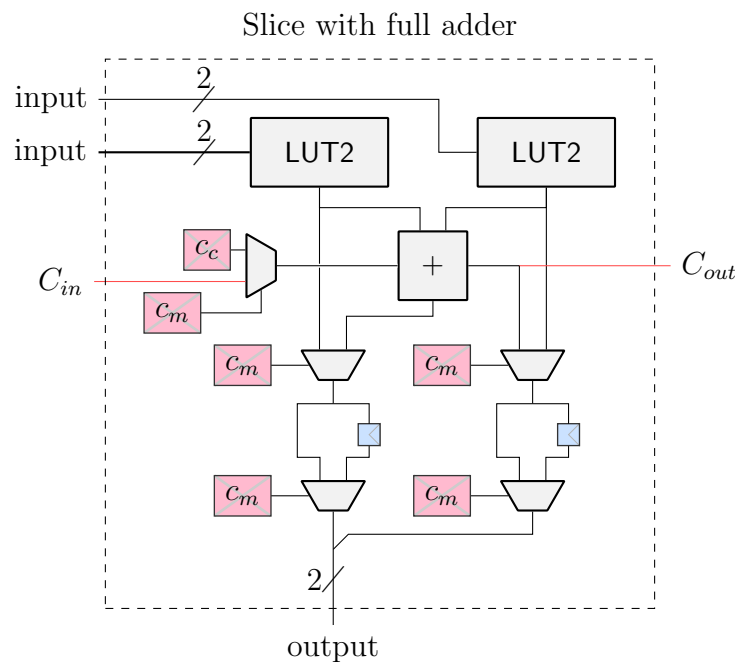 Slice with full adder
input 2
input 2
LUT2 LUT2
c_c
+
C_in C_out
c_m
c_m c_m
c_m c_m
2
output